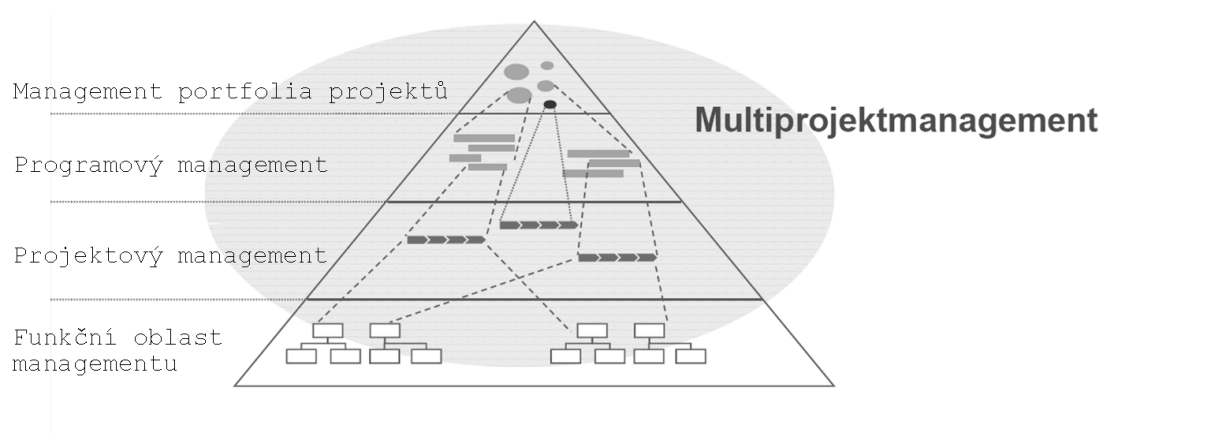 Management portfolia projektů
Multiprojektmanagement
Programový management
Projektový management
Funkční oblast
managementu